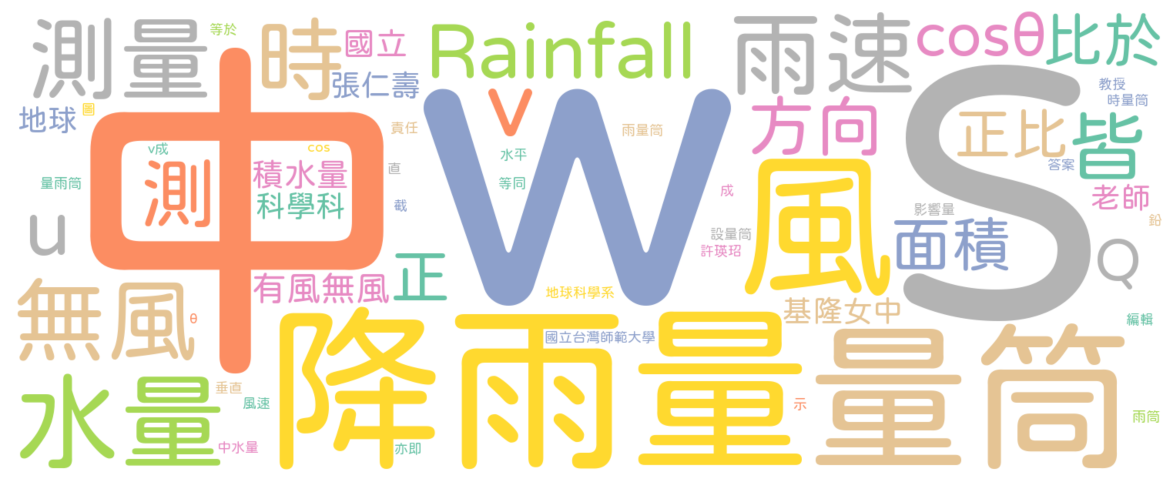 測量
等於
時
國立
Rainfall
雨速
cosθ
比於
張仁壽
教授
時量筒
地球
圖
中
v
W
S
責任
雨量筒
方向
正比
皆
v成
cos
水平
測
積水量
直
答案
量雨筒
等同
風
成
老師
科學科
截
影響量
鉛
u
設量筒
面積
Q
許瑛玿
無風
有風無風
正
地球科學系
基隆女中
θ
降雨量
國立台灣師範大學
編輯
量筒
水量
垂直
風速
示
雨筒
中水量
亦即